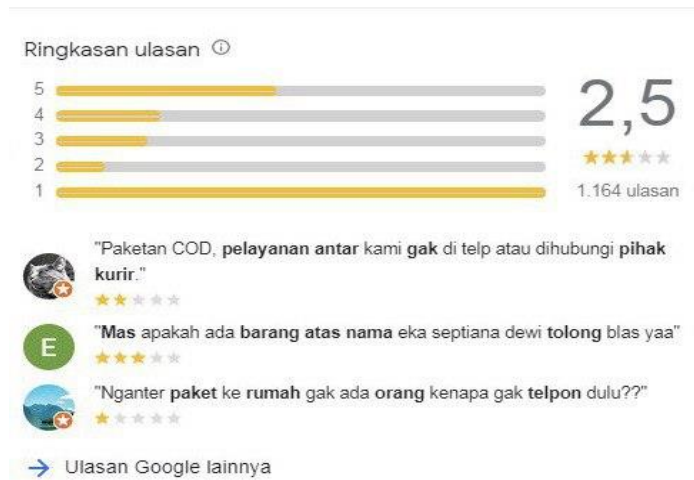 Ringkasan ulasan
5
4
3
2
1
2,5
1.164 ulasan
"Paketan COD, pelayanan antar kami gak di telp atau dihubungi pihak
kurir."
E
"Mas apakah ada barang atas nama eka septiana dewi tolong blas yaa"
"Nganter paket ke rumah gak ada orang kenapa gak telpon dulu??"
Ulasan Google lainnya